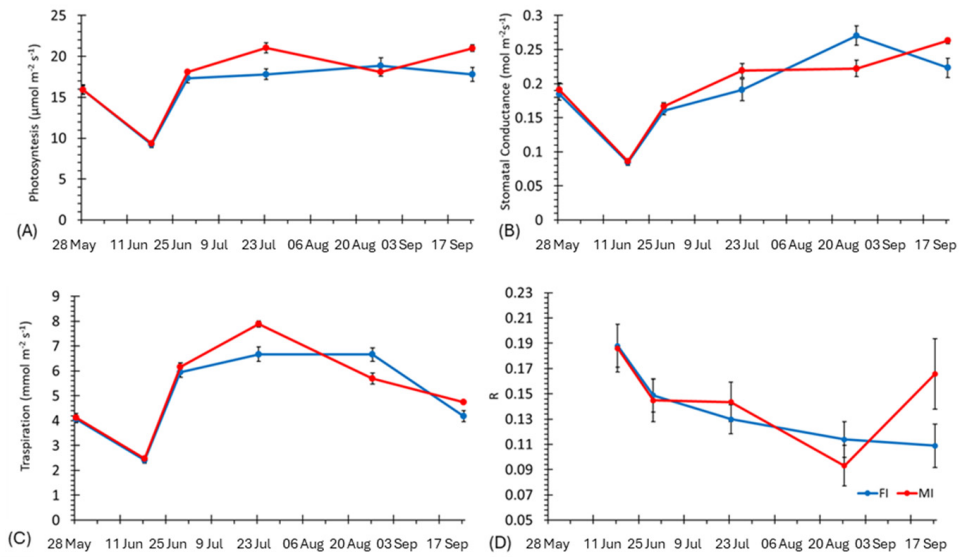 Photosyntesis (μmol m⁻² s⁻¹)
25
20
15
10
5
0
28 May 11 Jun 25 Jun 9 Jul 23 Jul 06 Aug 20 Aug 03 Sep 17 Sep
(A)
Stomatal Conductance (mol m⁻²s⁻¹)
0.3
0.25
0.2
0.15
0.1
0.05
0
28 May 11 Jun 25 Jun 9 Jul 23 Jul 06 Aug 20 Aug 03 Sep 17 Sep
(B)
Traspiration (mmol m⁻² s⁻¹)
9
8
7
6
5
4
3
2
1
0
28 May 11 Jun 25 Jun 9 Jul 23 Jul 06 Aug 20 Aug 03 Sep 17 Sep
(C)
R
0.23
0.21
0.19
0.17
0.15
0.13
0.11
0.09
0.07
0.05
FI MI
28 May 11 Jun 25 Jun 9 Jul 23 Jul 06 Aug 20 Aug 03 Sep 17 Sep
(D)